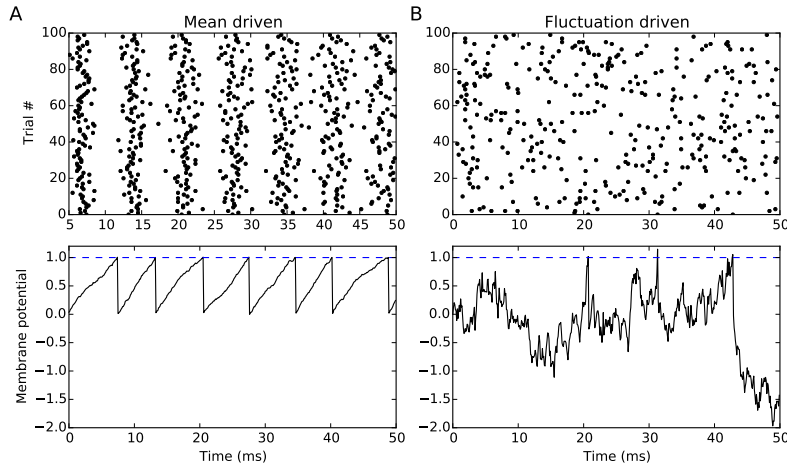 A
Mean driven
100
80
60
40
20
0
Trial #
5 10 15 20 25 30 35 40 45 50
1.0
0.5
0.0
−0.5
−1.0
−1.5
−2.0
Membrane potential
0 10 20 30 40 50
Time (ms)
B
Fluctuation driven
100
80
60
40
20
0
0 10 20 30 40 50
1.0
0.5
0.0
−0.5
−1.0
−1.5
−2.0
0 10 20 30 40 50
Time (ms)